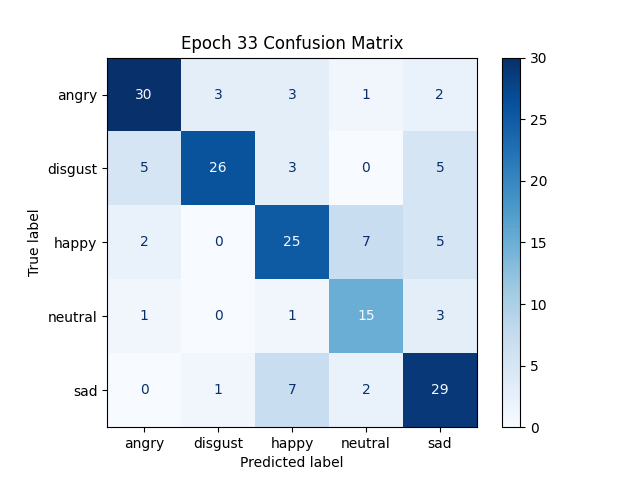 Epoch 33 Confusion Matrix
True label
angry 30 3 3 1 2
disgust 5 26 3 0 5
happy 2 0 25 7 5
neutral 1 0 1 15 3
sad 0 1 7 2 29
angry disgust happy neutral sad
Predicted label
30
25
20
15
10
5
0